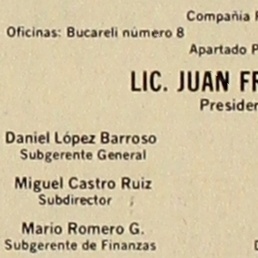 Compañía
Oficinas: Bucareli número 8
Apartado
LIC. JUAN
Daniel López Barroso
Subgerente General
Miguel Castro Ruiz
Subdirector
Mario Romero G.
Subgerente de Finanzas